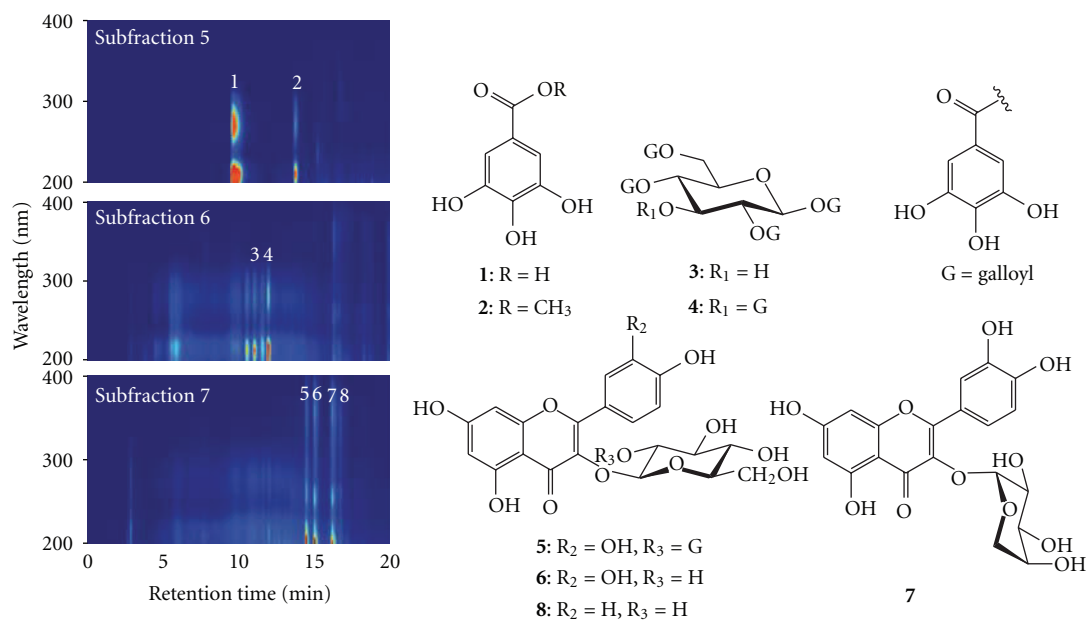 Wavelength (nm)
400
Subfraction 5
1
2
300
200
Subfraction 6
3 4
300
200
400
Subfraction 7
5 6
7 8
300
200
0
5
10
15
20
Retention time (min)
O
OR
HO
OH
OH
1: R = H
2: R = CH3
GO
GO
R1O
O
OG
OG
3: R1 = H
4: R1 = G
O
HO
OH
OH
G = galloyl
R2
OH
HO
O
OH
O
O
R3O
OH
OH
O
CH2OH
5: R2 = OH, R3 = G
6: R2 = OH, R3 = H
8: R2 = H, R3 = H
HO
OH
HO
O
OH
O
O
HO
O
OH
OH
7